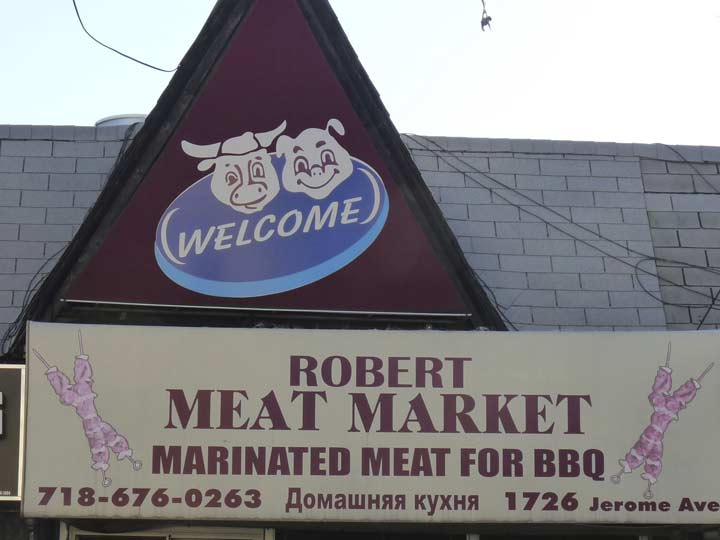 WELCOME
ROBERT
MEAT MARKET
MARINATED MEAT FOR BBQ
718-676-0263 Домашняя кухня 1726 Jerome Ave